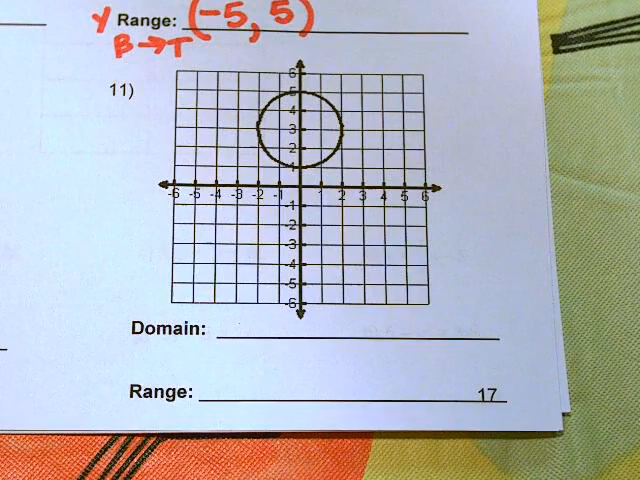 y Range: (-5, 5)
B → T
11)
6
5
4
3
2
1
-6 -5 -4 -3 -2 -1 1 2 3 4 5 6
-1
-2
-3
-4
-5
-6
Domain:
Range:
17